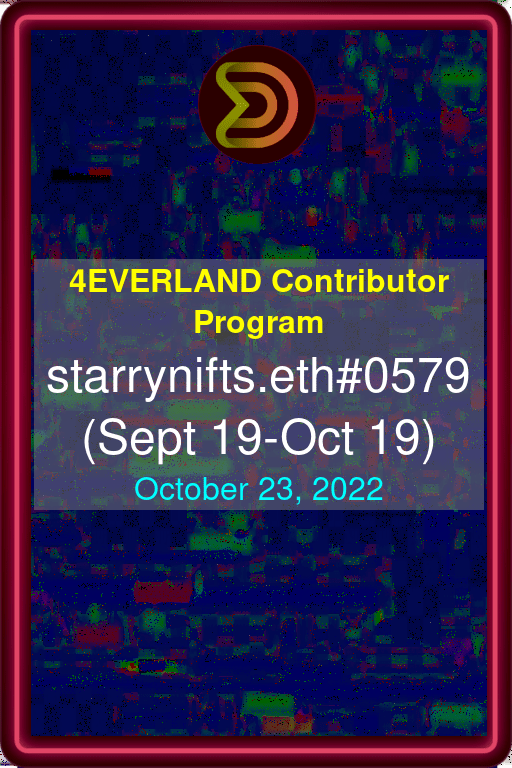 4EVERLAND Contributor
Program
starrynifts.eth#0579
(Sept 19-Oct 19)
October 23, 2022